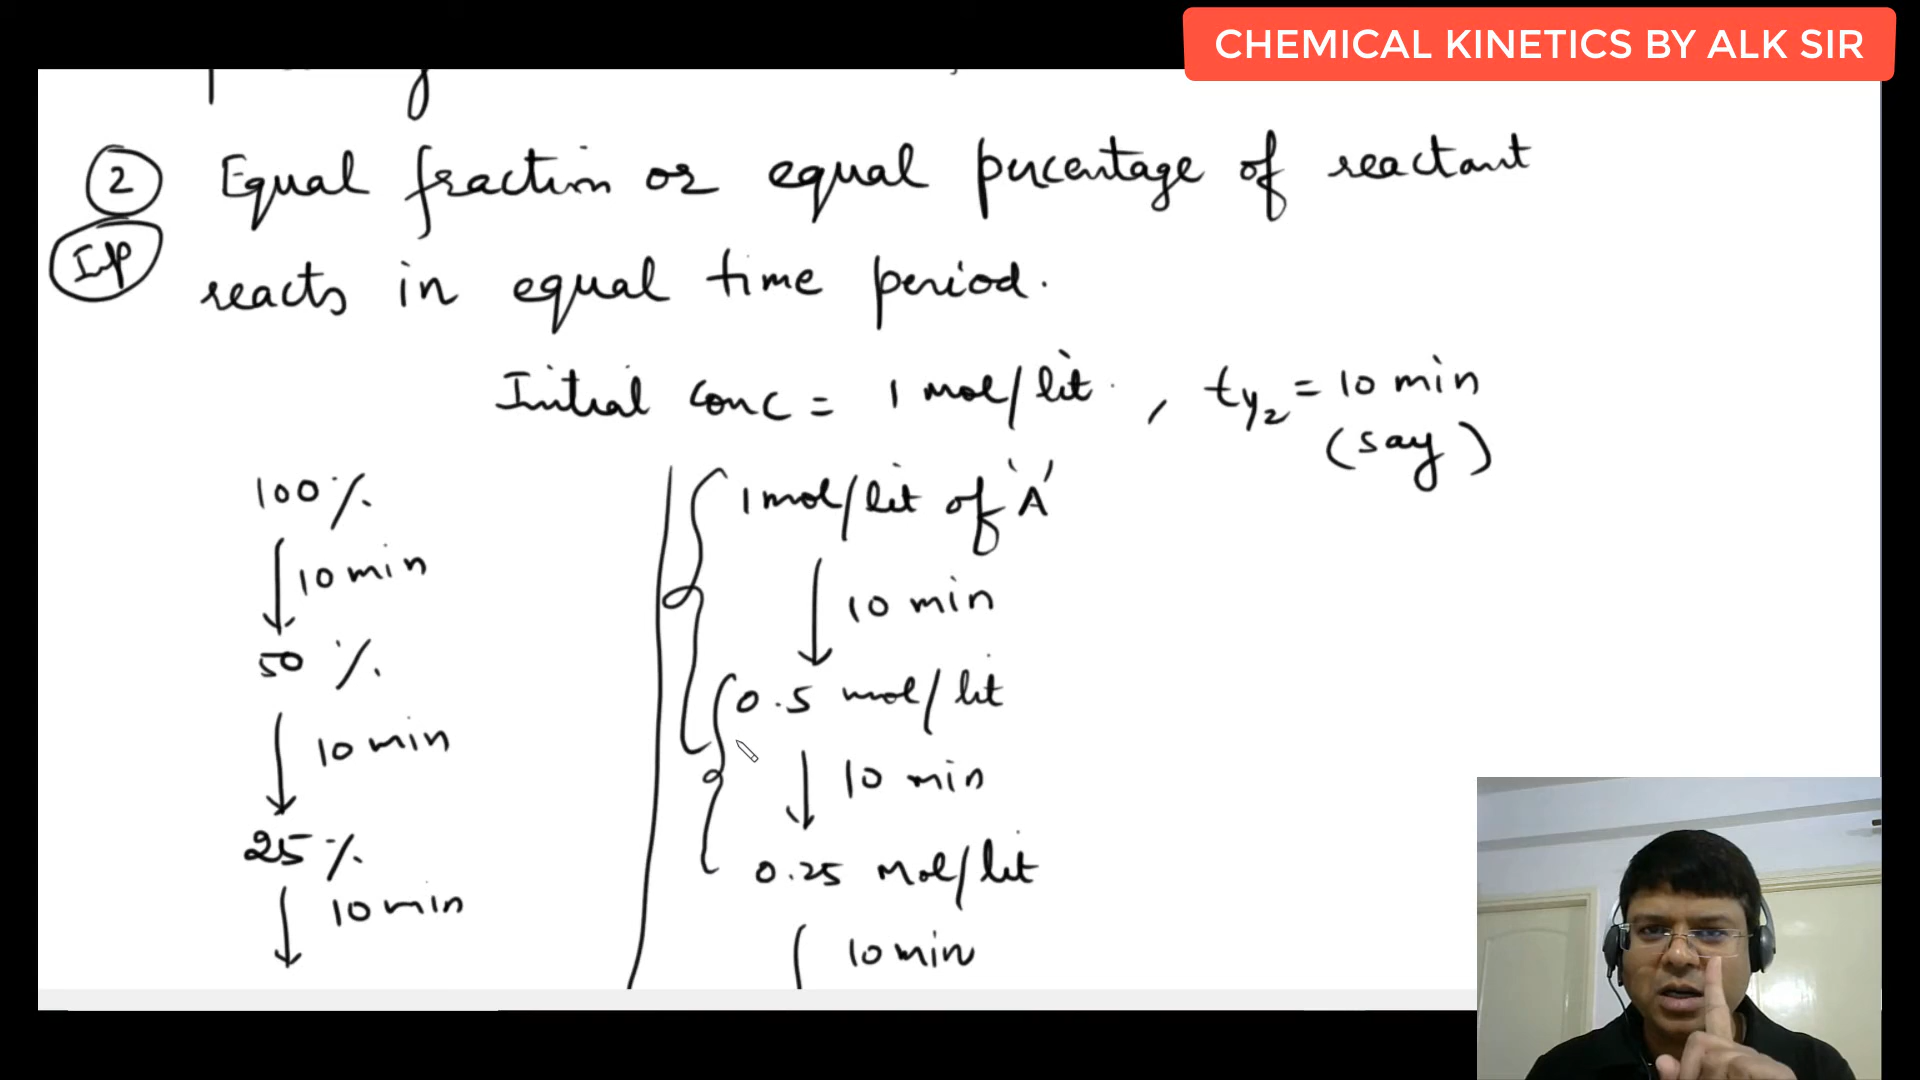 CHEMICAL KINETICS BY ALK SIR
2 Equal fraction or equal percentage of reactant
Imp reacts in equal time period.
Initial conc = 1 mol/lit , t1/2 = 10 min
(say)
100 %
10 min
50 %
10 min
25 %
10 min
1 mol/lit of 'A'
10 min
0.5 mol/lit
10 min
0.25 mol/lit
10 min